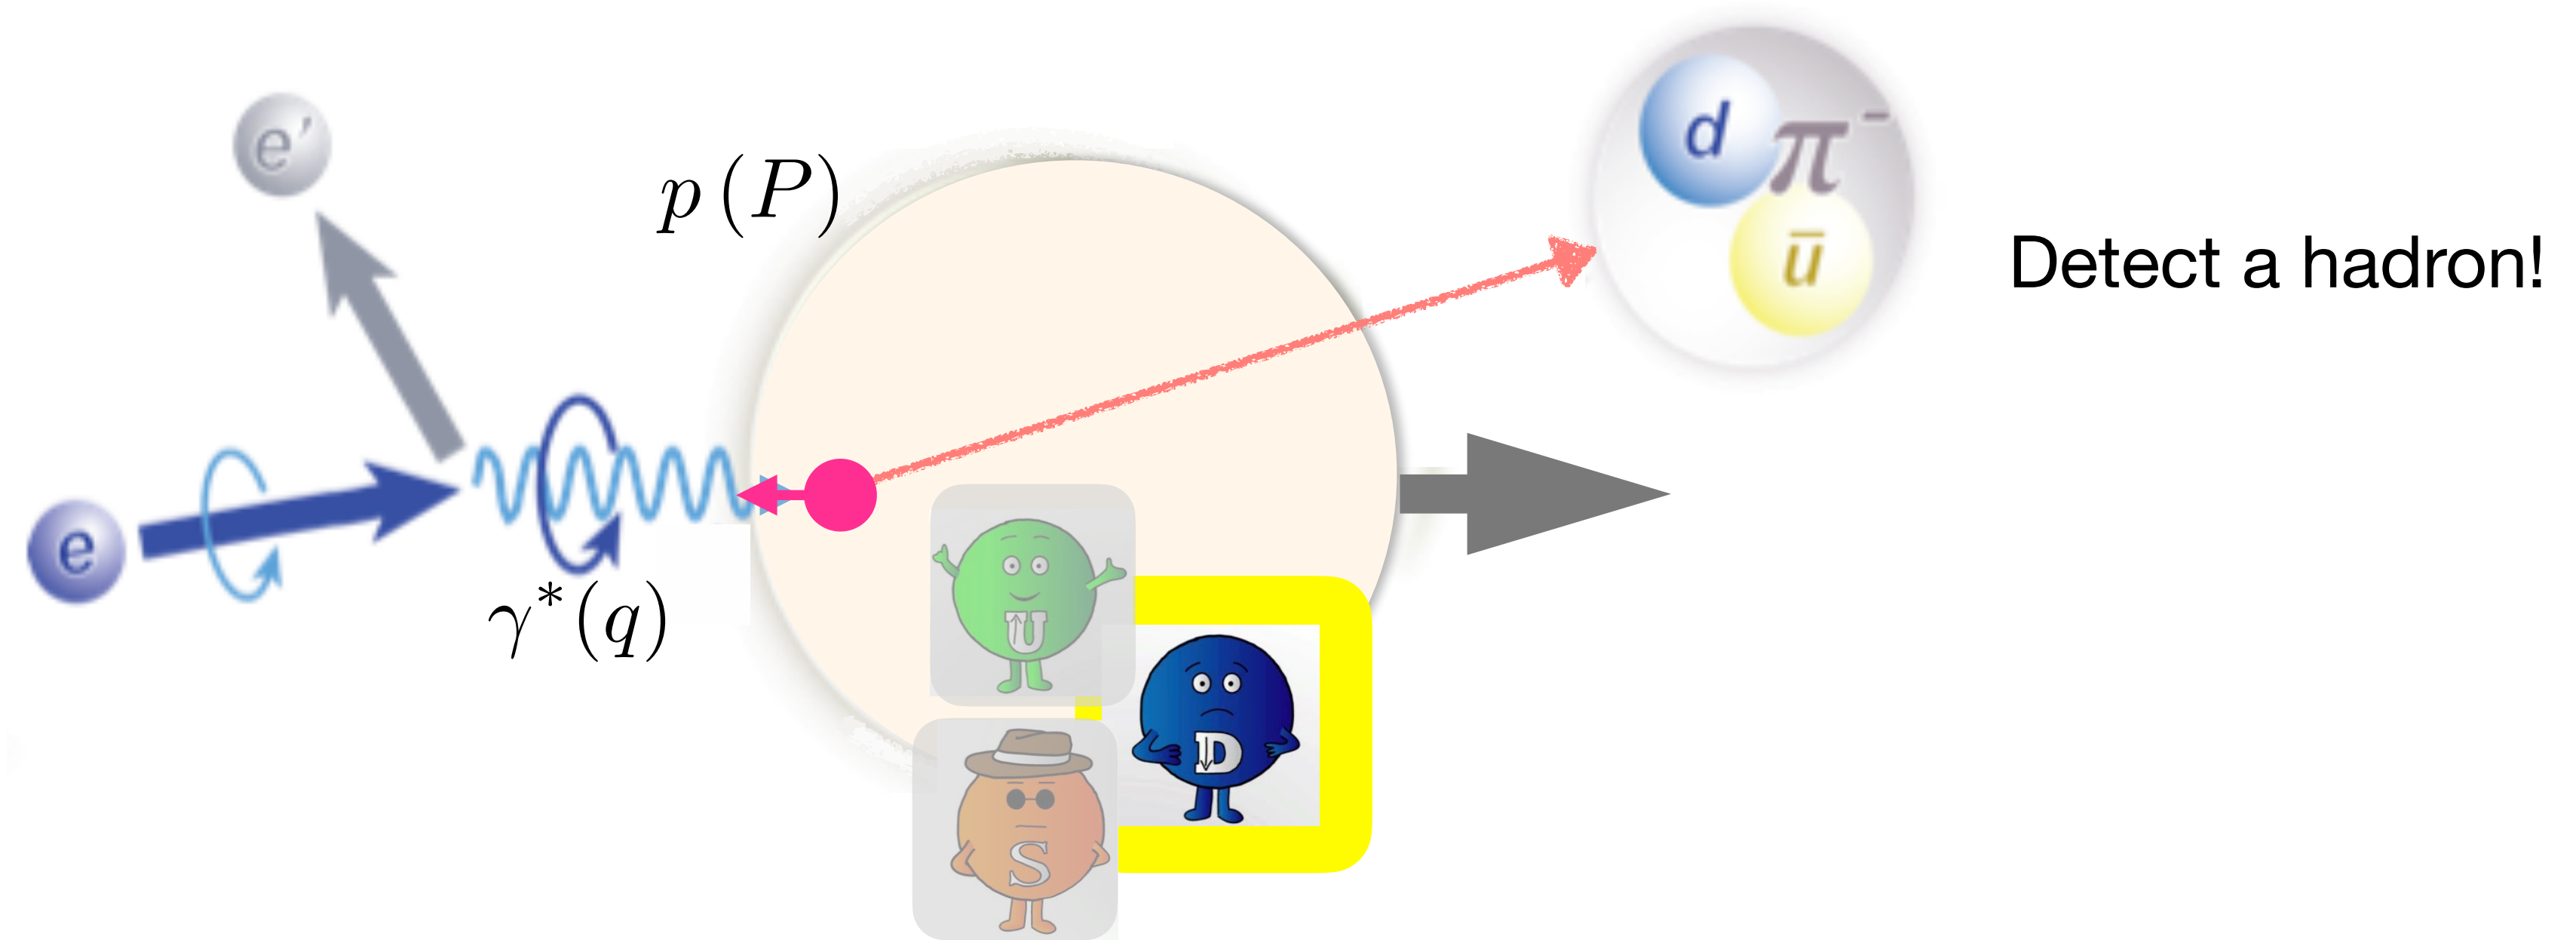 e′
p (P)
d
π⁻
ū
Detect a hadron!
e
γ*(q)
U
D
S